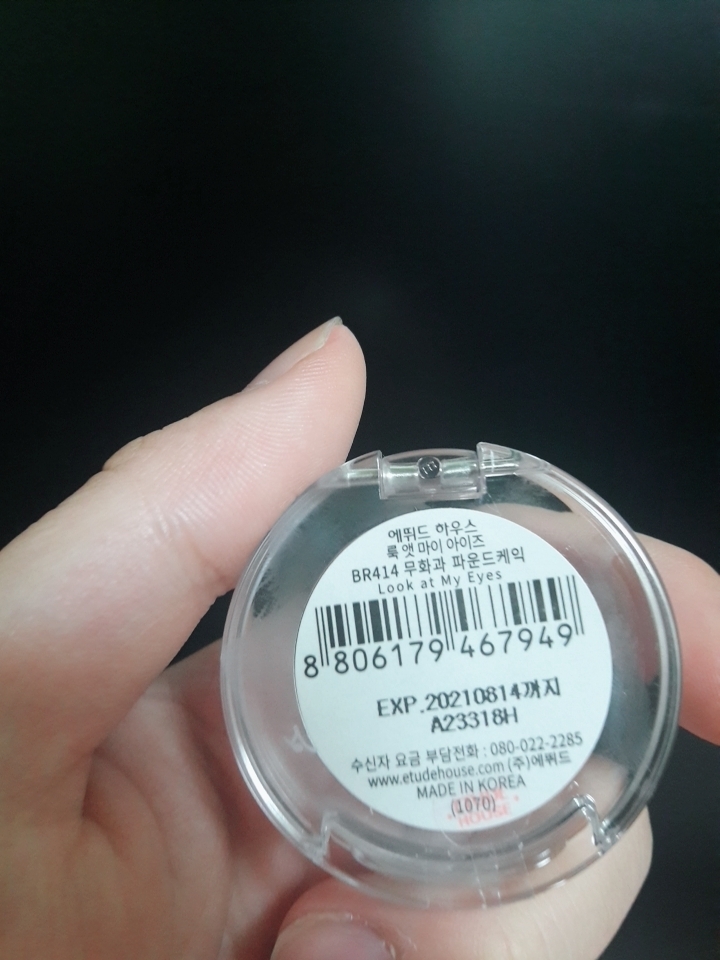 에뛰드 하우스
룩 앳 마이 아이즈
BR414 무화과 파운드케익
Look at My Eyes
8 806179 467949
EXP.20210814까지
A23318H
수신자 요금 부담전화 : 080-022-2285
www.etudehouse.com (주)에뛰드
MADE IN KOREA
(1070)
HOUSE